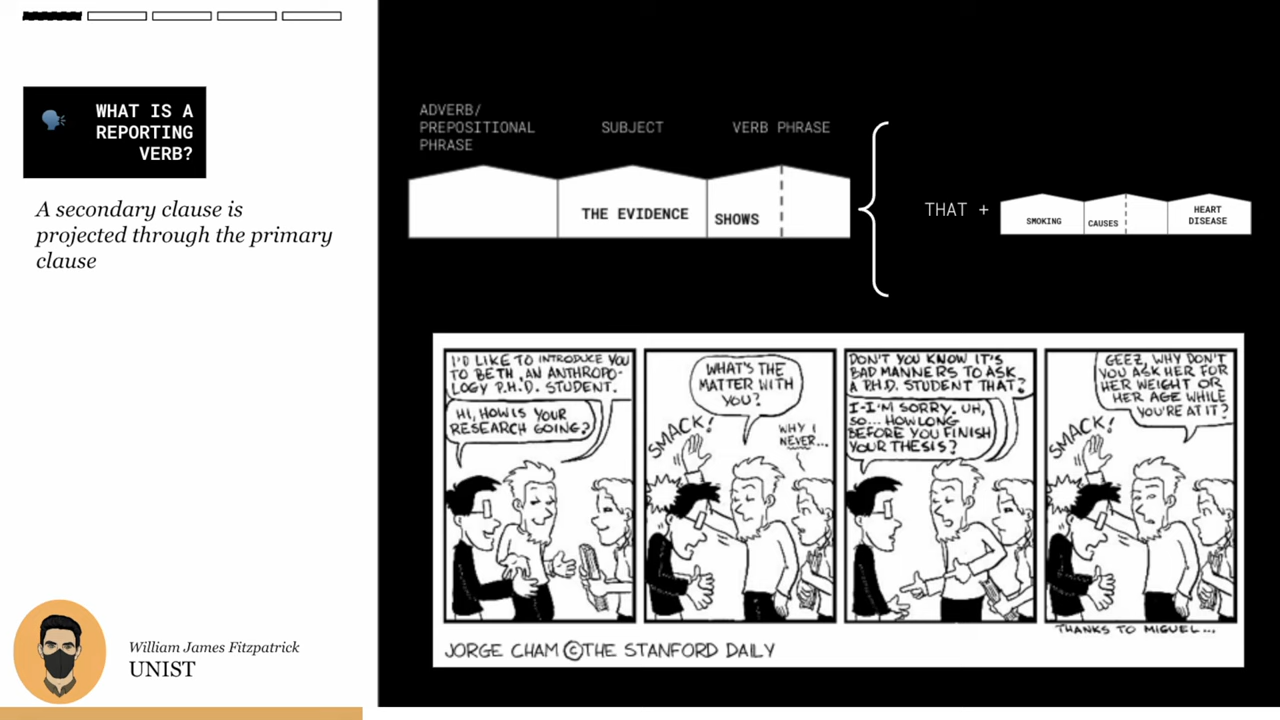 WHAT IS A
REPORTING
VERB?
A secondary clause is
projected through the primary
clause
William James Fitzpatrick
UNIST
ADVERB/
PREPOSITIONAL
PHRASE
SUBJECT
VERB PHRASE
THE EVIDENCE
SHOWS
THAT +
SMOKING
CAUSES
HEART
DISEASE
I'D LIKE TO INTRODUCE YOU
TO BETH, AN ANTHROPO-
LOGY P.H.D. STUDENT.
HI, HOW IS YOUR
RESEARCH GOING?
WHAT'S THE
MATTER WITH
YOU?
SMACK!
WHY I
NEVER...
DON'T YOU KNOW IT'S
BAD MANNERS TO ASK
A P.H.D. STUDENT THAT?
I-I'M SORRY. UH,
SO... HOW LONG
BEFORE YOU FINISH
YOUR THESIS?
GEEZ, WHY DON'T
YOU ASK HER FOR
HER WEIGHT OR
HER AGE WHILE
YOU'RE AT IT?
SMACK!
THANKS TO MIGUEL...
JORGE CHAM ©THE STANFORD DAILY